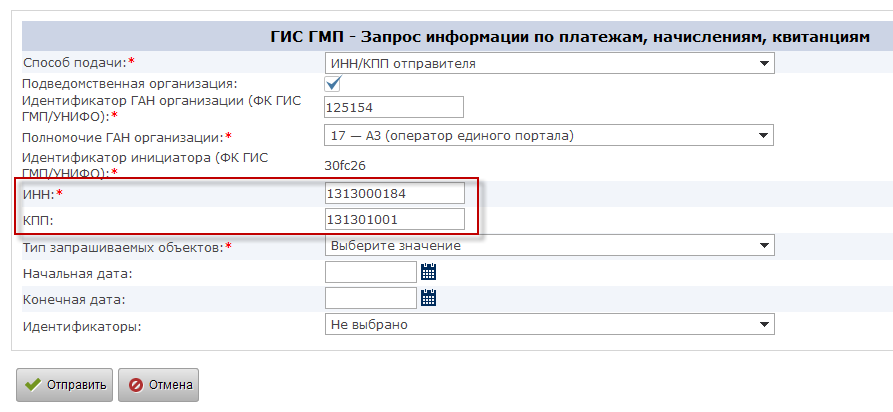 ГИС ГМП - Запрос информации по платежам, начислениям, квитанциям
Способ подачи:* ИНН/КПП отправителя
Подведомственная организация:
Идентификатор ГАН организации (ФК ГИС
ГМП/УНИФО):* 125154
Полномочие ГАН организации:* 17 — АЗ (оператор единого портала)
Идентификатор инициатора (ФК ГИС
ГМП/УНИФО):* 30fc26
ИНН:* 1313000184
КПП: 131301001
Тип запрашиваемых объектов:* Выберите значение
Начальная дата:
Конечная дата:
Идентификаторы: Не выбрано
Отправить Отмена